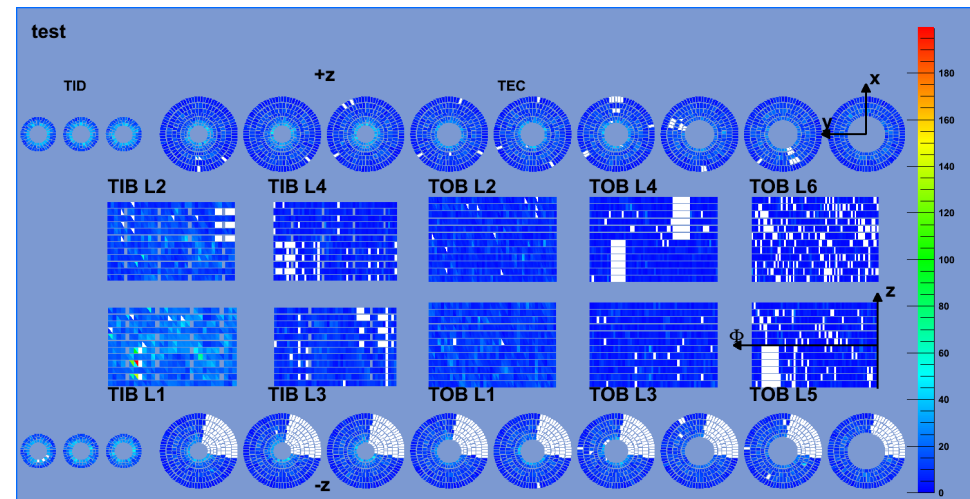 test
+z
TID
TEC
x
y
TIB L2 TIB L4 TOB L2 TOB L4 TOB L6
z
Φ
TIB L1 TIB L3 TOB L1 TOB L3 TOB L5
-z
180
160
140
120
100
80
60
40
20
0